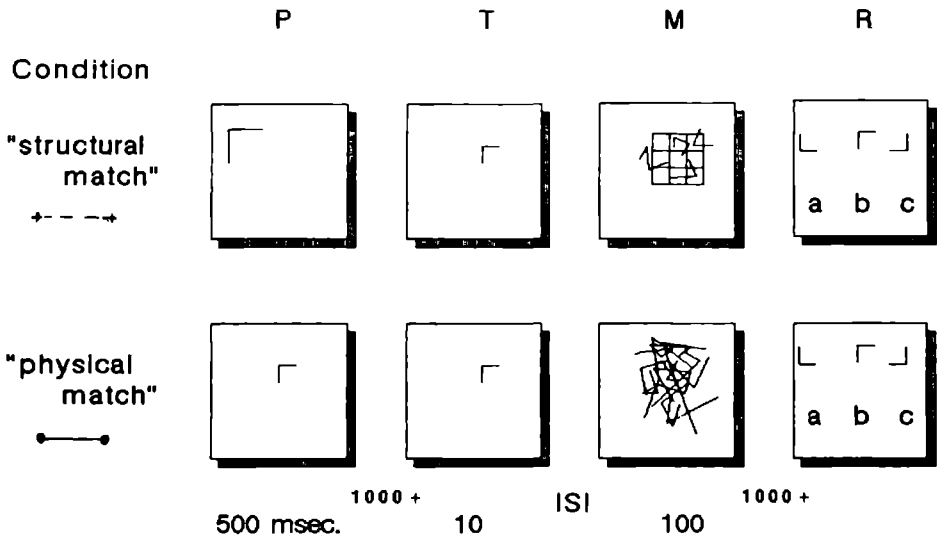 P T M R
Condition
"structural
match"
a b c
"physical
match"
a b c
1000+ ISI 1000+
500 msec. 10 100